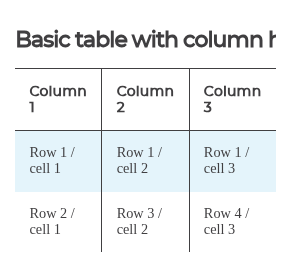 Basic table with column
Column 1 Column 2 Column 3
Row 1 / cell 1 Row 1 / cell 2 Row 1 / cell 3
Row 2 / cell 1 Row 3 / cell 2 Row 4 / cell 3